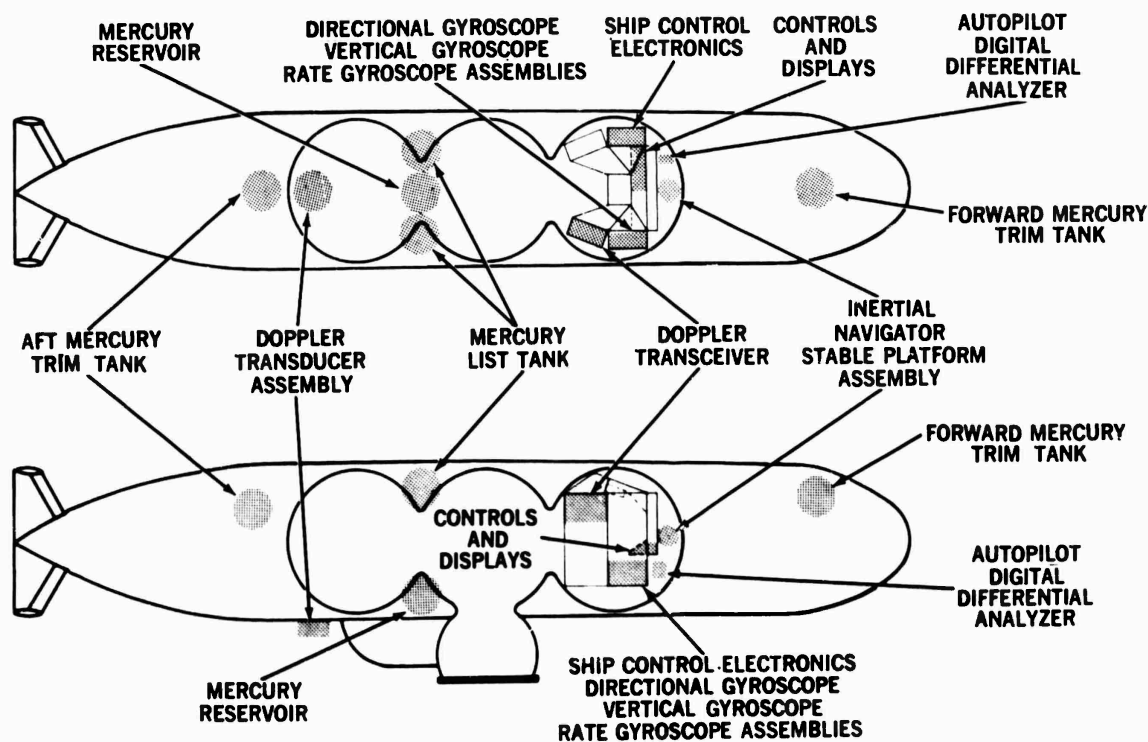 MERCURY
RESERVOIR
DIRECTIONAL GYROSCOPE
VERTICAL GYROSCOPE
RATE GYROSCOPE ASSEMBLIES
SHIP CONTROL
ELECTRONICS
CONTROLS
AND
DISPLAYS
AUTOPILOT
DIGITAL
DIFFERENTIAL
ANALYZER
FORWARD MERCURY
TRIM TANK
AFT MERCURY
TRIM TANK
DOPPLER
TRANSDUCER
ASSEMBLY
MERCURY
LIST TANK
DOPPLER
TRANSCEIVER
INERTIAL
NAVIGATOR
STABLE PLATFORM
ASSEMBLY
FORWARD MERCURY
TRIM TANK
CONTROLS
AND
DISPLAYS
AUTOPILOT
DIGITAL
DIFFERENTIAL
ANALYZER
MERCURY
RESERVOIR
SHIP CONTROL ELECTRONICS
DIRECTIONAL GYROSCOPE
VERTICAL GYROSCOPE
RATE GYROSCOPE ASSEMBLIES